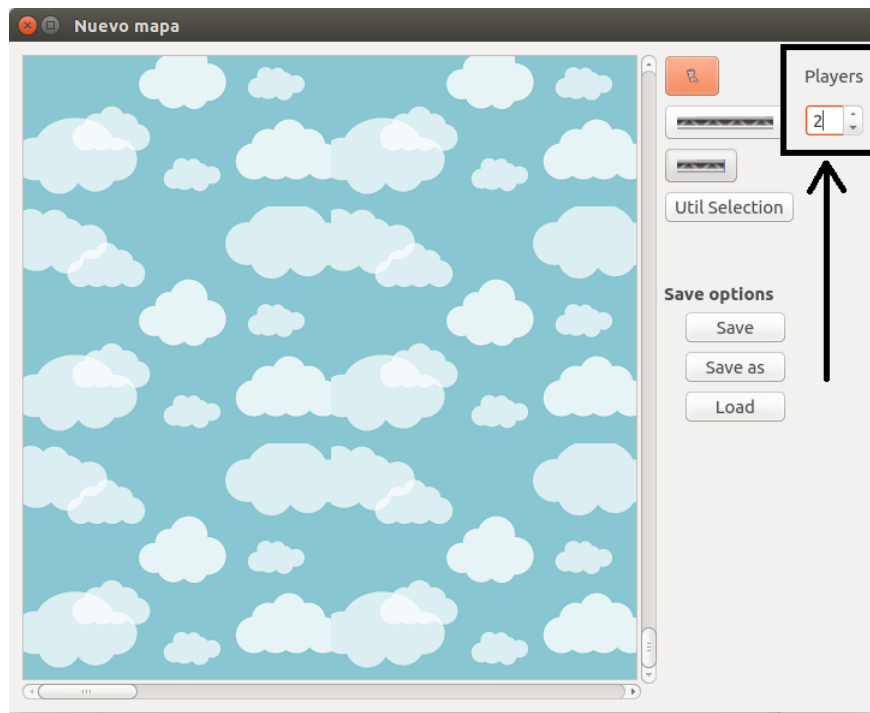 Nuevo mapa
Players
2
Util Selection
Save options
Save
Save as
Load